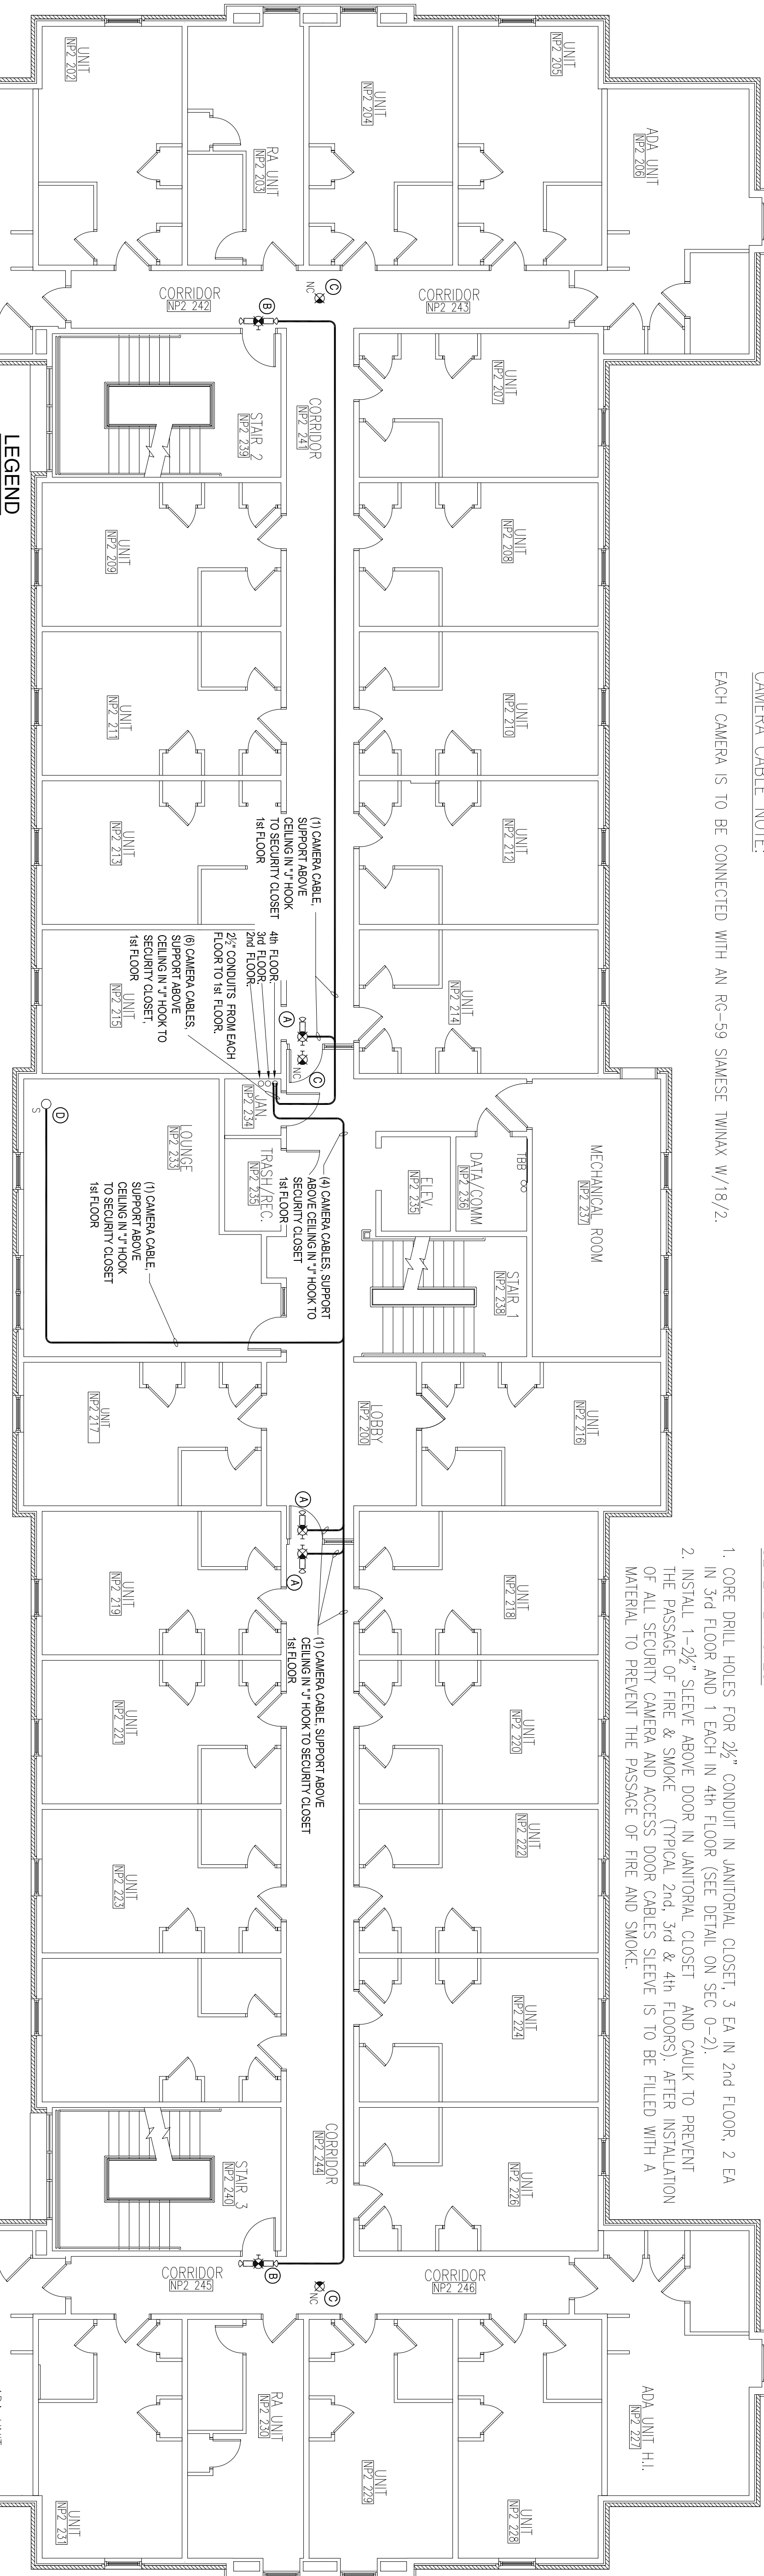 CAMERA CABLE NOTE:
EACH CAMERA IS TO BE CONNECTED WITH AN RG-59 SIAMESE TWINAX W/18/2.
1. CORE DRILL HOLES FOR 2½" CONDUIT IN JANITORIAL CLOSET, 3 EA IN 2nd FLOOR, 2 EA
IN 3rd FLOOR AND 1 EACH IN 4th FLOOR (SEE DETAIL ON SEC 0-2).
2. INSTALL 1-2½" SLEEVE ABOVE DOOR IN JANITORIAL CLOSET AND CAULK TO PREVENT
THE PASSAGE OF FIRE & SMOKE (TYPICAL 2nd, 3rd & 4th FLOORS). AFTER INSTALLATION
OF ALL SECURITY CAMERA AND ACCESS DOOR CABLES SLEEVE IS TO BE FILLED WITH A
MATERIAL TO PREVENT THE PASSAGE OF FIRE AND SMOKE.
ADA UNIT
NP2 206
ADA UNIT H.I.
NP2 227
UNIT
NP2 205
UNIT
NP2 207
UNIT
NP2 208
UNIT
NP2 210
UNIT
NP2 212
UNIT
NP2 214
MECHANICAL ROOM
NP2 237
TBB
DATA/COMM
NP2 236
ELEV.
NP2 235
STAIR 1
NP2 238
UNIT
NP2 216
UNIT
NP2 218
UNIT
NP2 220
UNIT
NP2 222
UNIT
NP2 224
UNIT
NP2 226
UNIT
NP2 228
CORRIDOR
NP2 243
CORRIDOR
NP2 246
UNIT
NP2 204
LOBBY
NP2 200
UNIT
NP2 229
C
NC
CORRIDOR
NP2 241
(1) CAMERA CABLE,
SUPPORT ABOVE
CEILING IN "J" HOOK
TO SECURITY CLOSET
1st FLOOR
A
NC
C
(4) CAMERA CABLES, SUPPORT
ABOVE CEILING IN "J" HOOK TO
SECURITY CLOSET
1st FLOOR
A
A
(1) CAMERA CABLE, SUPPORT ABOVE
CEILING IN "J" HOOK TO SECURITY CLOSET
1st FLOOR
CORRIDOR
NP2 244
C
NC
RA UNIT
NP2 203
B
STAIR 2
NP2 239
4th FLOOR.
3rd FLOOR.
2nd FLOOR.
2½" CONDUITS FROM EACH
FLOOR TO 1st FLOOR.
JAN.
NP2 234
TRASH/REC.
NP2 235
STAIR 3
NP2 240
B
RA UNIT
NP2 230
CORRIDOR
NP2 242
(6) CAMERA CABLES,
SUPPORT ABOVE
CEILING IN "J" HOOK TO
SECURITY CLOSET,
1st FLOOR
LOUNGE
NP2 233
CORRIDOR
NP2 245
UNIT
NP2 202
UNIT
NP2 209
UNIT
NP2 211
UNIT
NP2 213
UNIT
NP2 215
D
S
(1) CAMERA CABLE,
SUPPORT ABOVE
CEILING IN "J" HOOK
TO SECURITY CLOSET
1st FLOOR
UNIT
NP2 217
UNIT
NP2 219
UNIT
NP2 221
UNIT
NP2 223
UNIT
NP2 231
LEGEND